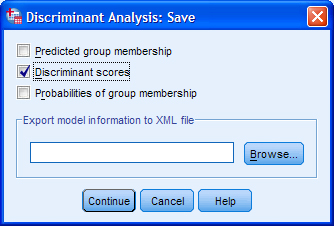 Discriminant Analysis: Save
Predicted group membership
Discriminant scores
Probabilities of group membership
Export model information to XML file
Browse...
Continue Cancel Help